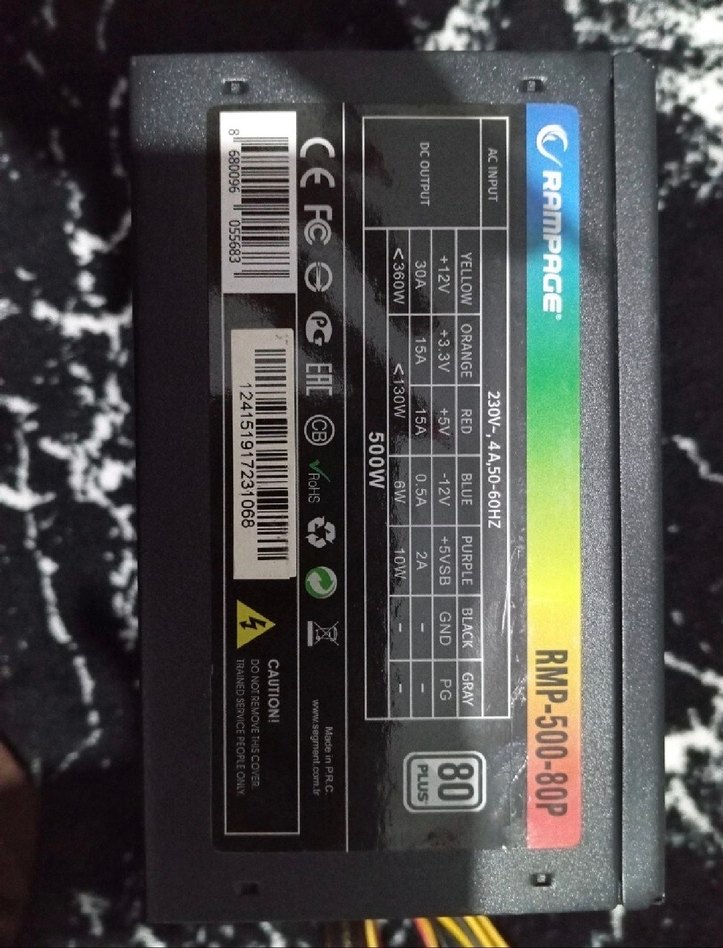 RAMPAGE® RMP-500-80P
AC INPUT 230V~, 4A,50-60HZ
DC OUTPUT YELLOW ORANGE RED BLUE PURPLE BLACK GRAY
+12V +3.3V +5V -12V +5VSB GND PG
30A 15A 15A 0.5A 2A - -
<360W <130W 6W 10W - -
500W
80
PLUS
CE FC PG EAC CB RoHS
Made in P.R.C.
www.segment.com.tr
8 680096 055683
124151917231068
CAUTION!
DO NOT REMOVE THIS COVER.
TRAINED SERVICE PEOPLE ONLY.